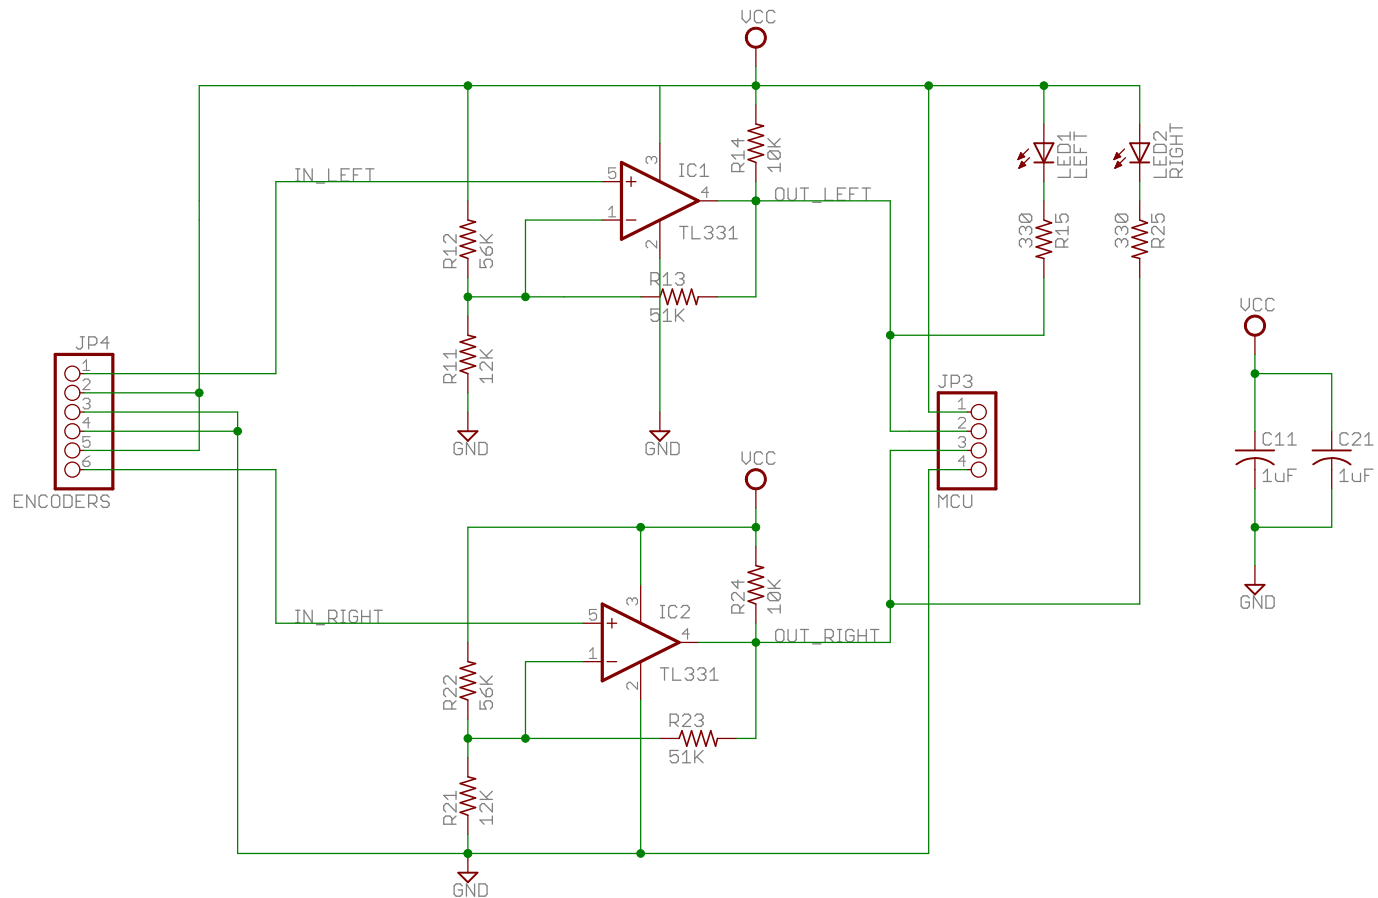 VCC
R14
10K
LED1
LEFT
LED2
RIGHT
IN_LEFT
5
3
IC1
4
OUT_LEFT
1
2
TL331
R12
56K
R13
51K
330
R15
330
R25
R11
12K
GND
GND
JP4
1
2
3
4
5
6
ENCODERS
JP3
1
2
3
4
MCU
VCC
C11
1uF
C21
1uF
GND
VCC
R24
10K
IN_RIGHT
5
3
IC2
4
OUT_RIGHT
1
2
TL331
R22
56K
R23
51K
R21
12K
GND